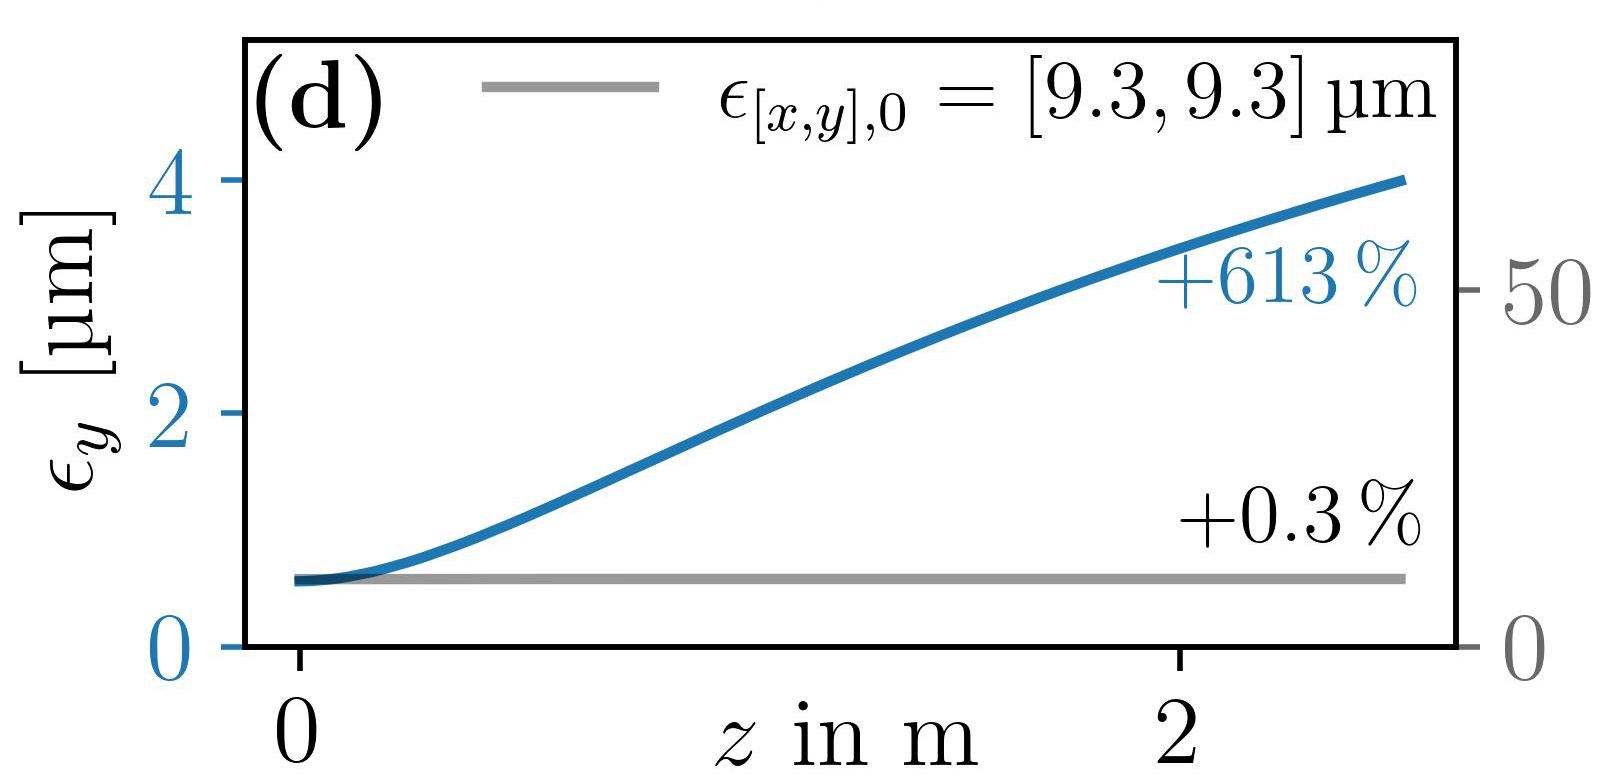 (d)
ϵ[x,y],0 = [9.3, 9.3] µm
4
2
0
ϵy [µm]
+613 %
+0.3 %
50
0
0
2
z in m